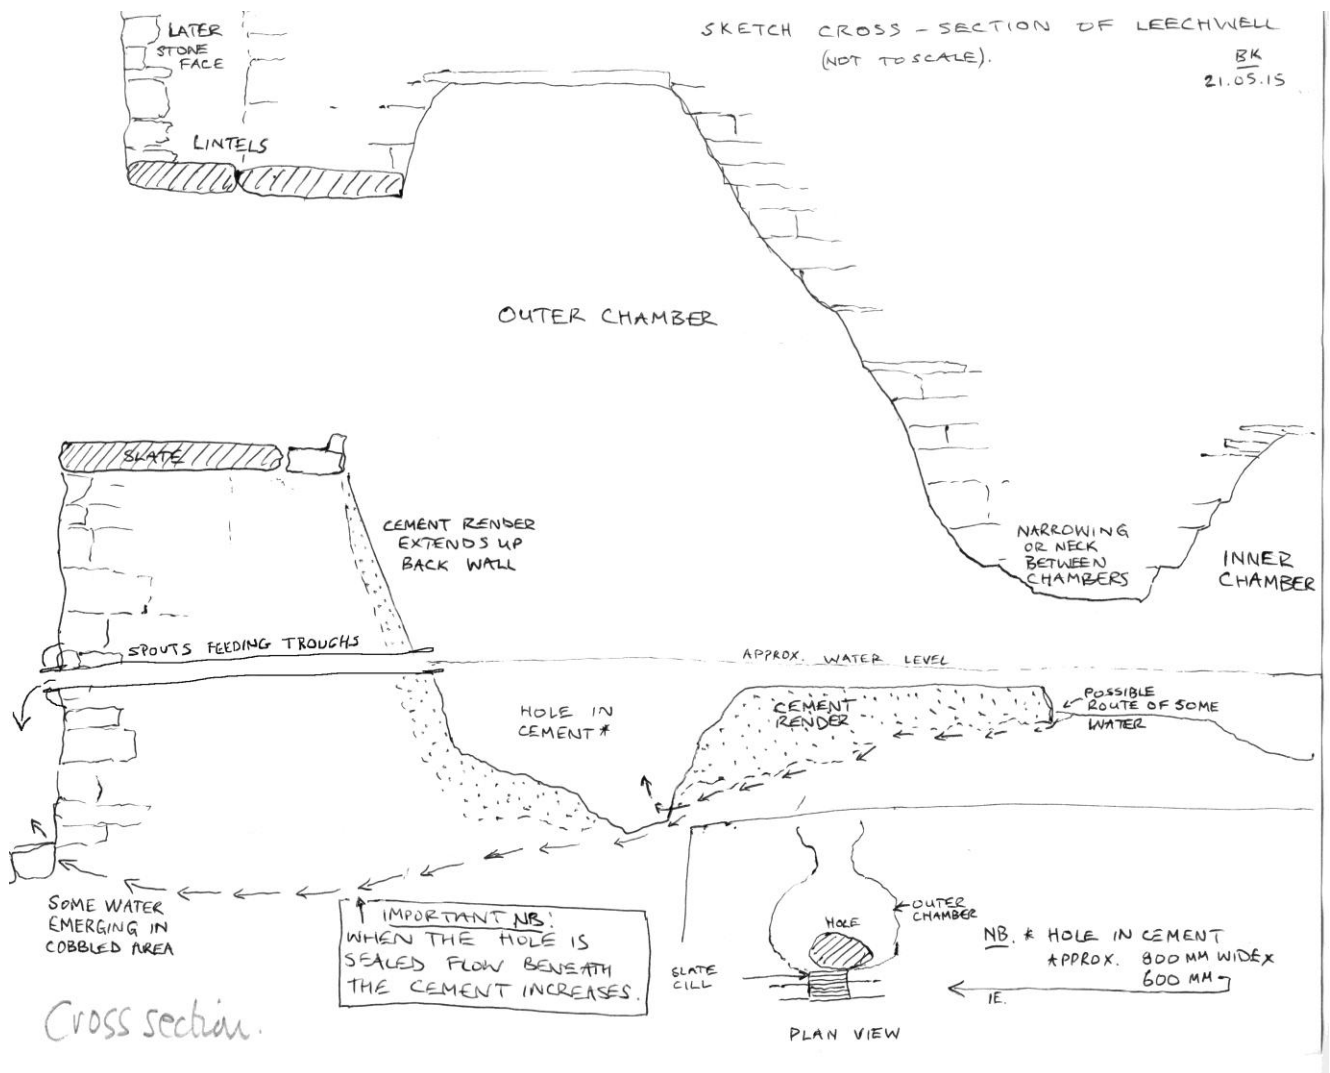 SKETCH CROSS-SECTION OF LEECHWELL
(NOT TO SCALE).
BK
21.05.15
LATER
STONE
FACE
LINTELS
OUTER CHAMBER
SLATE
CEMENT RENDER
EXTENDS UP
BACK WALL
NARROWING
OR NECK
BETWEEN
CHAMBERS
INNER
CHAMBER
SPOUTS FEEDING TROUGHS
APPROX. WATER LEVEL
HOLE IN
CEMENT*
CEMENT
RENDER
POSSIBLE
ROUTE OF SOME
WATER
SOME WATER
EMERGING IN
COBBLED AREA
IMPORTANT NB:
WHEN THE HOLE IS
SEALED FLOW BENEATH
THE CEMENT INCREASES.
SLATE
CILL
HOLE
OUTER
CHAMBER
PLAN VIEW
NB. * HOLE IN CEMENT
APPROX. 800 MM WIDE X
600 MM
IE.
Cross section.